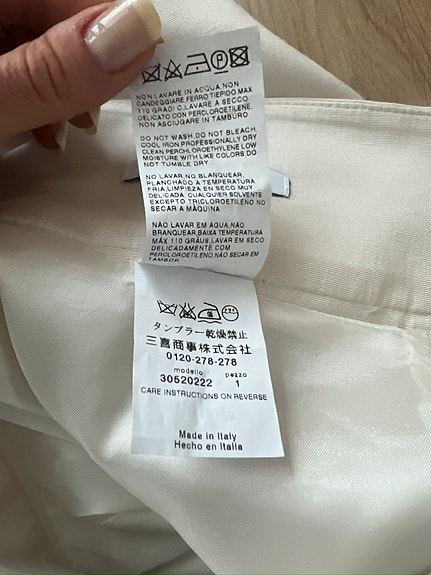 NON LAVARE IN ACQUA,NON
CANDEGGIARE,FERRO TIEPIDO MAX
110 GRADI C,LAVARE A SECCO
DELICATO CON PERCLOROETILENE.
NON ASCIUGARE IN TAMBURO
DO NOT WASH,DO NOT BLEACH,
COOL IRON PROFESSIONALLY DRY
CLEAN PERCHLOROETHYLENE LOW
MOISTURE WITH LIKE COLORS,DO
NOT TUMBLE DRY
NO LAVAR,NO BLANQUEAR,
PLANCHADO A TEMPERATURA
FRIA,LIMPIEZA EN SECO MUY
DELICADA, CUALQUIER SOLVENTE
EXCEPTO TRICLOROETILENO NO
SECAR A MÀQUINA
NÃO LAVAR EM ÁGUA,NÃO
BRANQUEAR,BAIXA TEMPERATURA
MÁX 110 GRAUS,LAVAR EM SECO
DELICADAMENTE COM
PERCLOROETILENO NÃO SECAR EM
TAMBOR
タンブラー乾燥禁止
三喜商事株式会社
0120-278-278
modello pezzo
30520222 1
CARE INSTRUCTIONS ON REVERSE
Made in Italy
Hecho en Italia